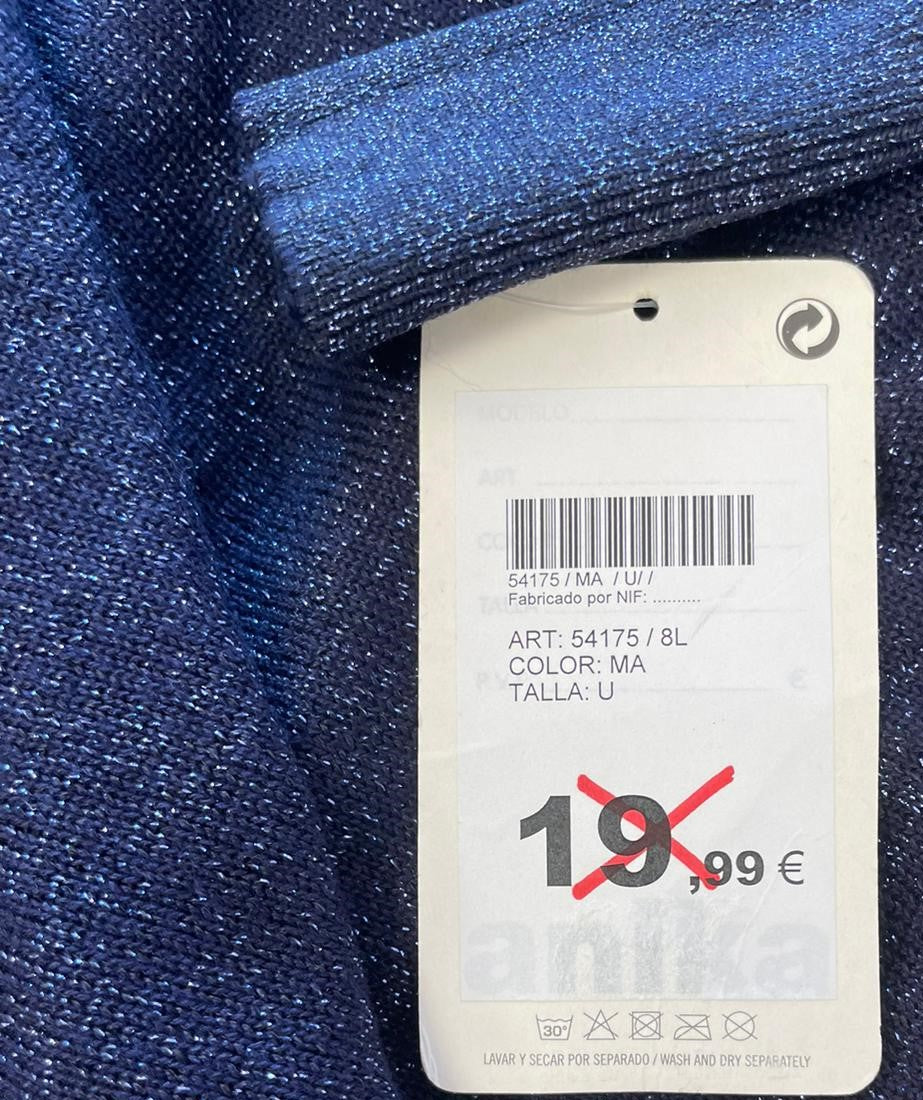 MODELO
ART
54175 / MA / U/ /
Fabricado por NIF: ..........
TALLA
ART: 54175 / 8L
COLOR: MA
TALLA: U
€
19,99 €
anika
30°
LAVAR Y SECAR POR SEPARADO / WASH AND DRY SEPARATELY